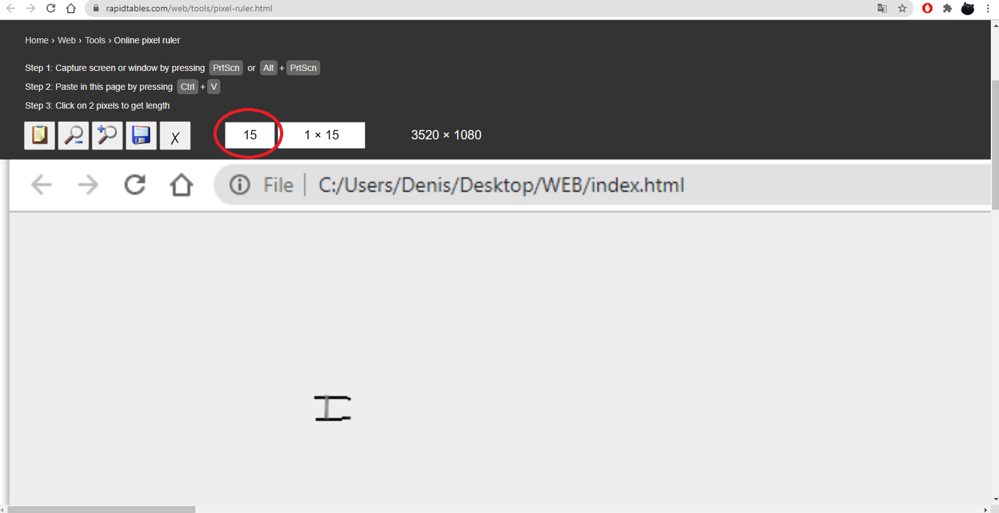 rapidtables.com/web/tools/pixel-ruler.html
Home › Web › Tools › Online pixel ruler
Step 1: Capture screen or window by pressing PrtScn or Alt + PrtScn
Step 2: Paste in this page by pressing Ctrl + V
Step 3: Click on 2 pixels to get length
X 15 1 × 15 3520 × 1080
File C:/Users/Denis/Desktop/WEB/index.html